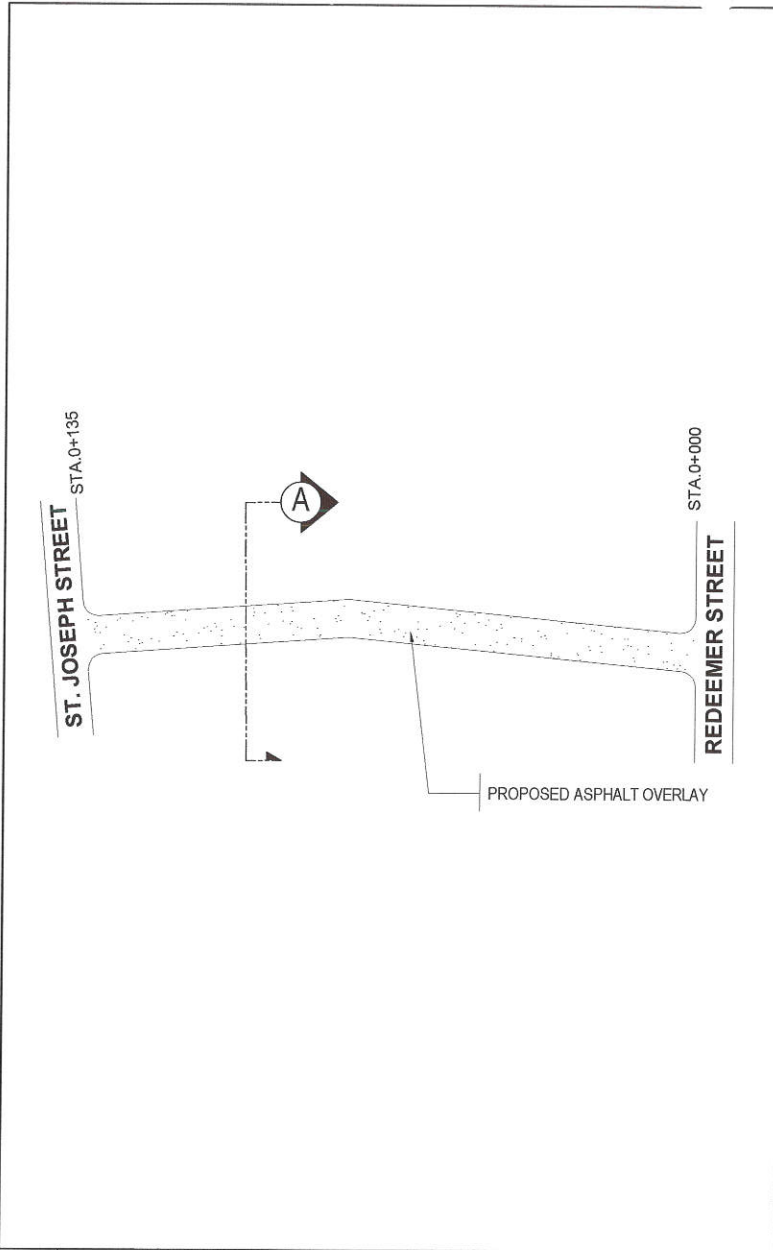 ST. JOSEPH STREET
STA.0+135
A
STA.0+000
REDEEMER STREET
PROPOSED ASPHALT OVERLAY